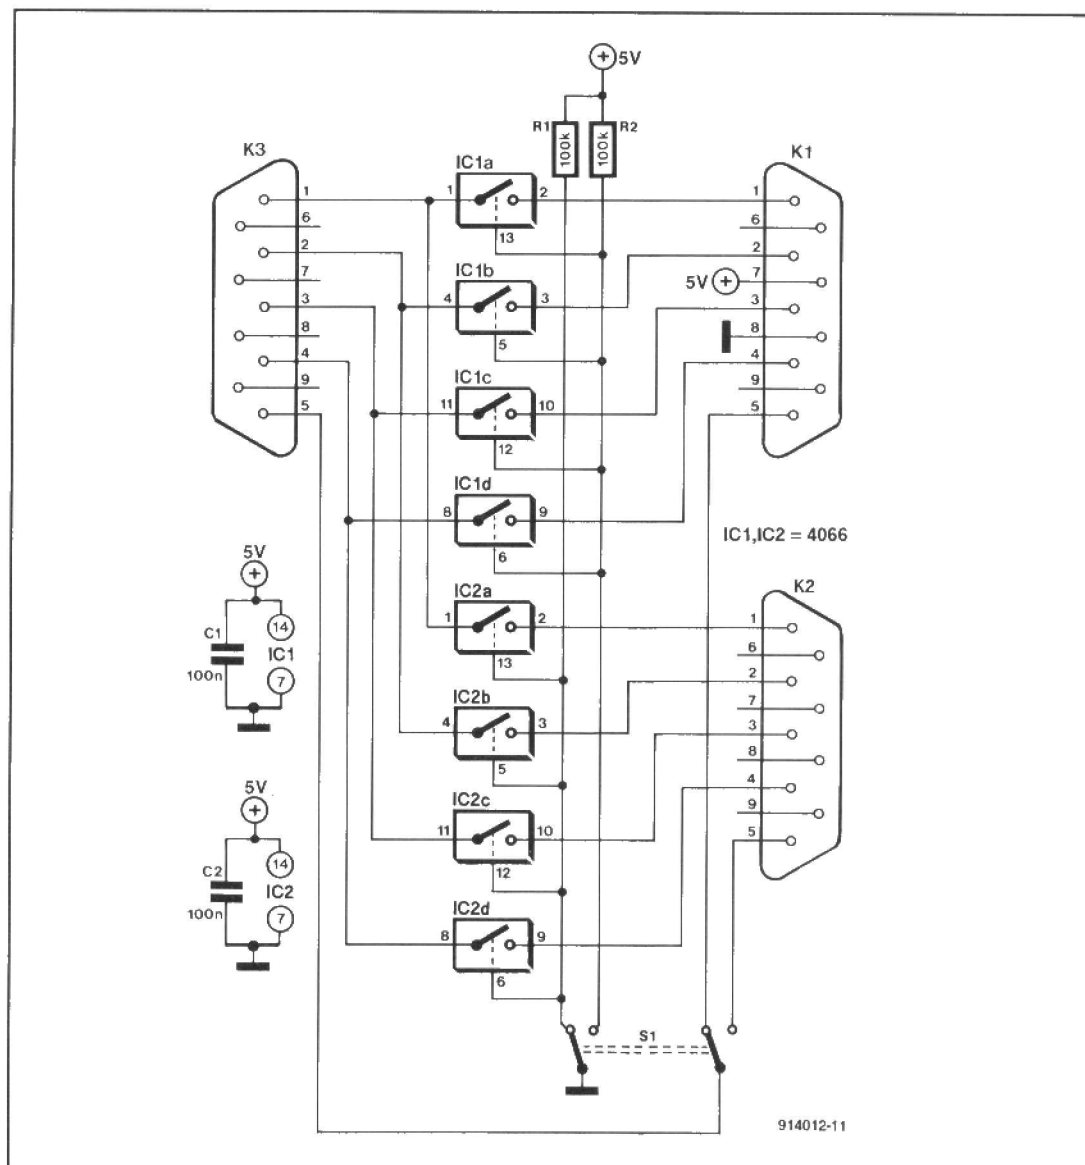 5V
R1
100k
100k
R2
K3
K1
IC1a
1
1
2
1
6
13
6
2
2
IC1b
7
5V
7
4
3
3
3
8
5
8
4
IC1c
4
9
11
10
9
5
12
5
IC1d
8
9
IC1,IC2 = 4066
6
5V
K2
IC2a
14
C1
1
2
1
IC1
6
100n
7
13
2
IC2b
7
4
3
3
8
5
5V
4
IC2c
9
14
11
10
5
C2
IC2
12
100n
7
IC2d
8
9
6
S1
914012-11